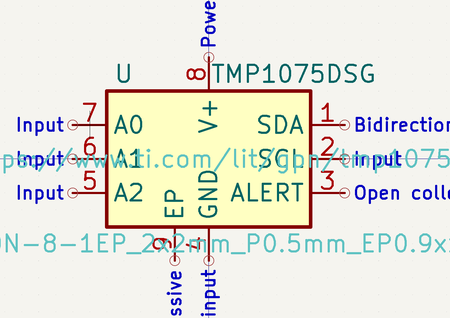 Powe
U
TMP1075DSG
8
V+
7
Input
A0
SDA
1
Bidirection
6
Input
A1
SCL
2
Input
ps://www.ti.com/lit/gpn/tmp1075
5
Input
A2
ALERT
3
Open colle
EP
GND
ON-8-1EP_2x2mm_P0.5mm_EP0.9x
9
4
ssive
input